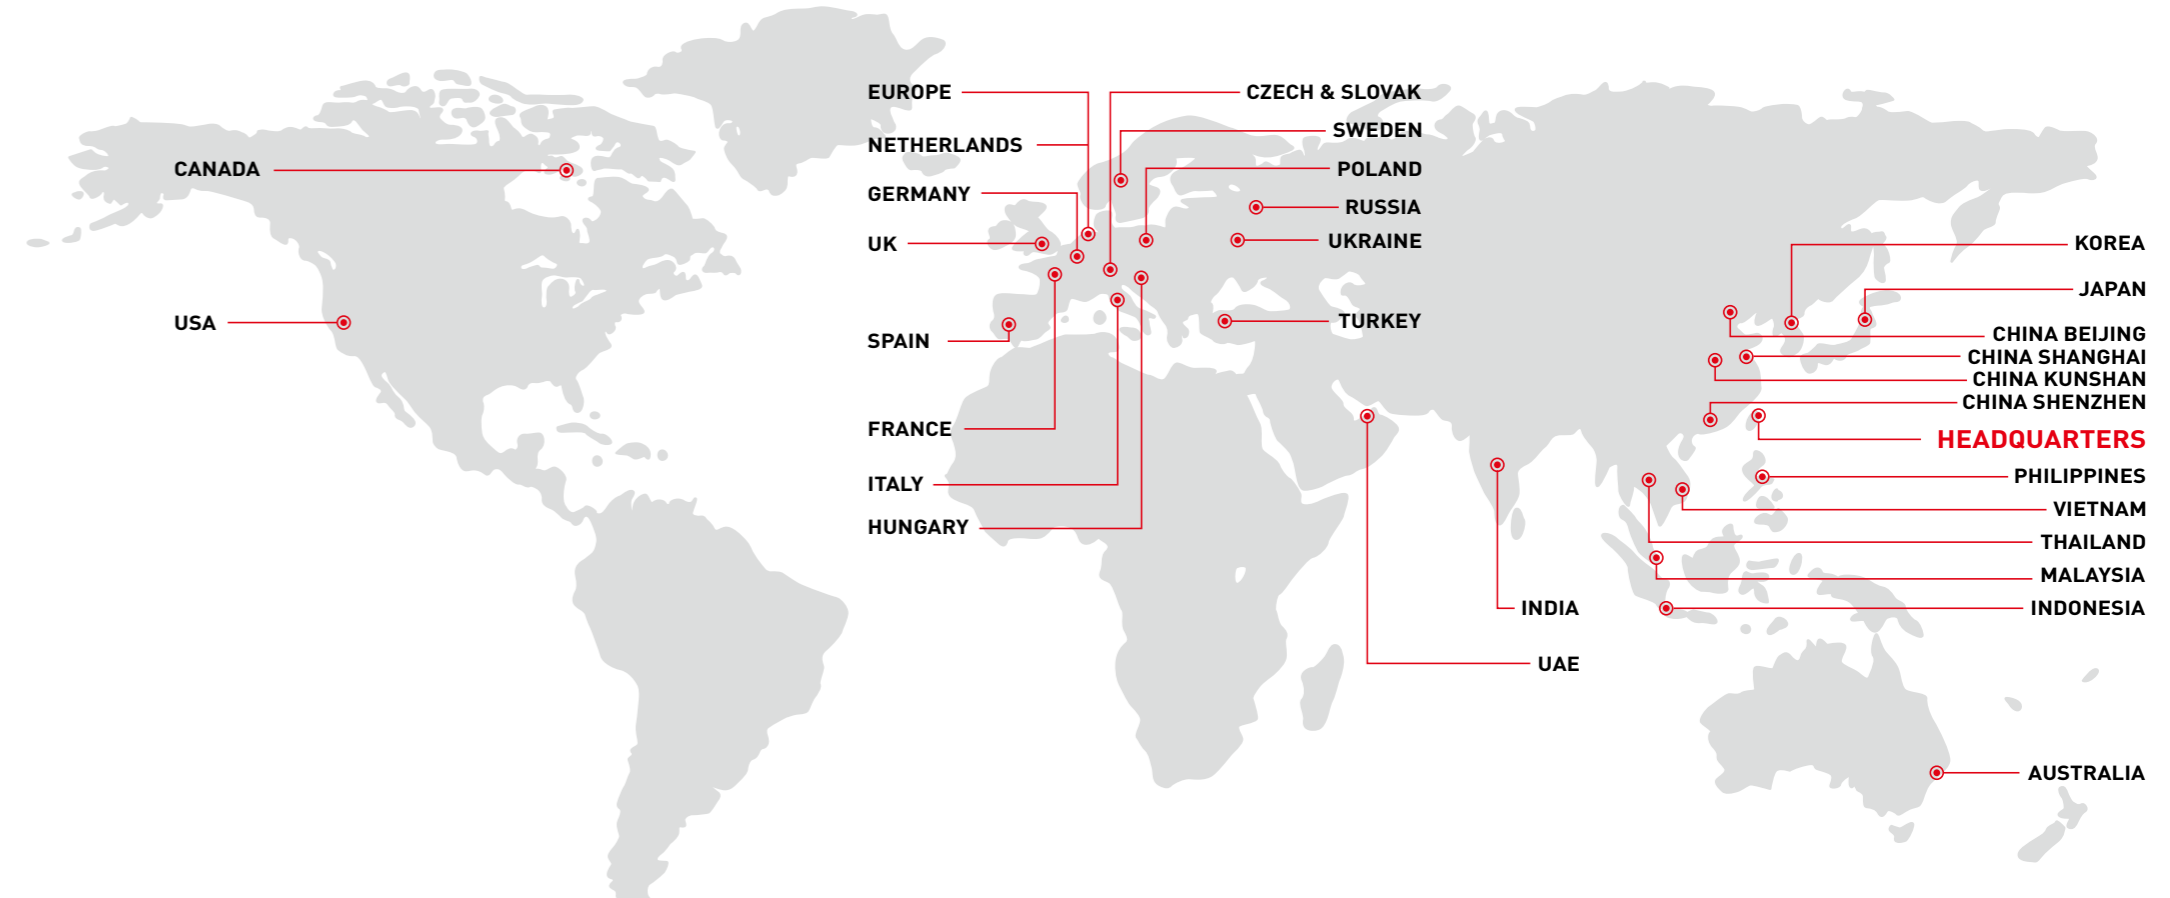 CANADA
USA
EUROPE
NETHERLANDS
GERMANY
UK
SPAIN
FRANCE
ITALY
HUNGARY
CZECH & SLOVAK
SWEDEN
POLAND
RUSSIA
UKRAINE
TURKEY
INDIA
UAE
KOREA
JAPAN
CHINA BEIJING
CHINA SHANGHAI
CHINA KUNSHAN
CHINA SHENZHEN
HEADQUARTERS
PHILIPPINES
VIETNAM
THAILAND
MALAYSIA
INDONESIA
AUSTRALIA